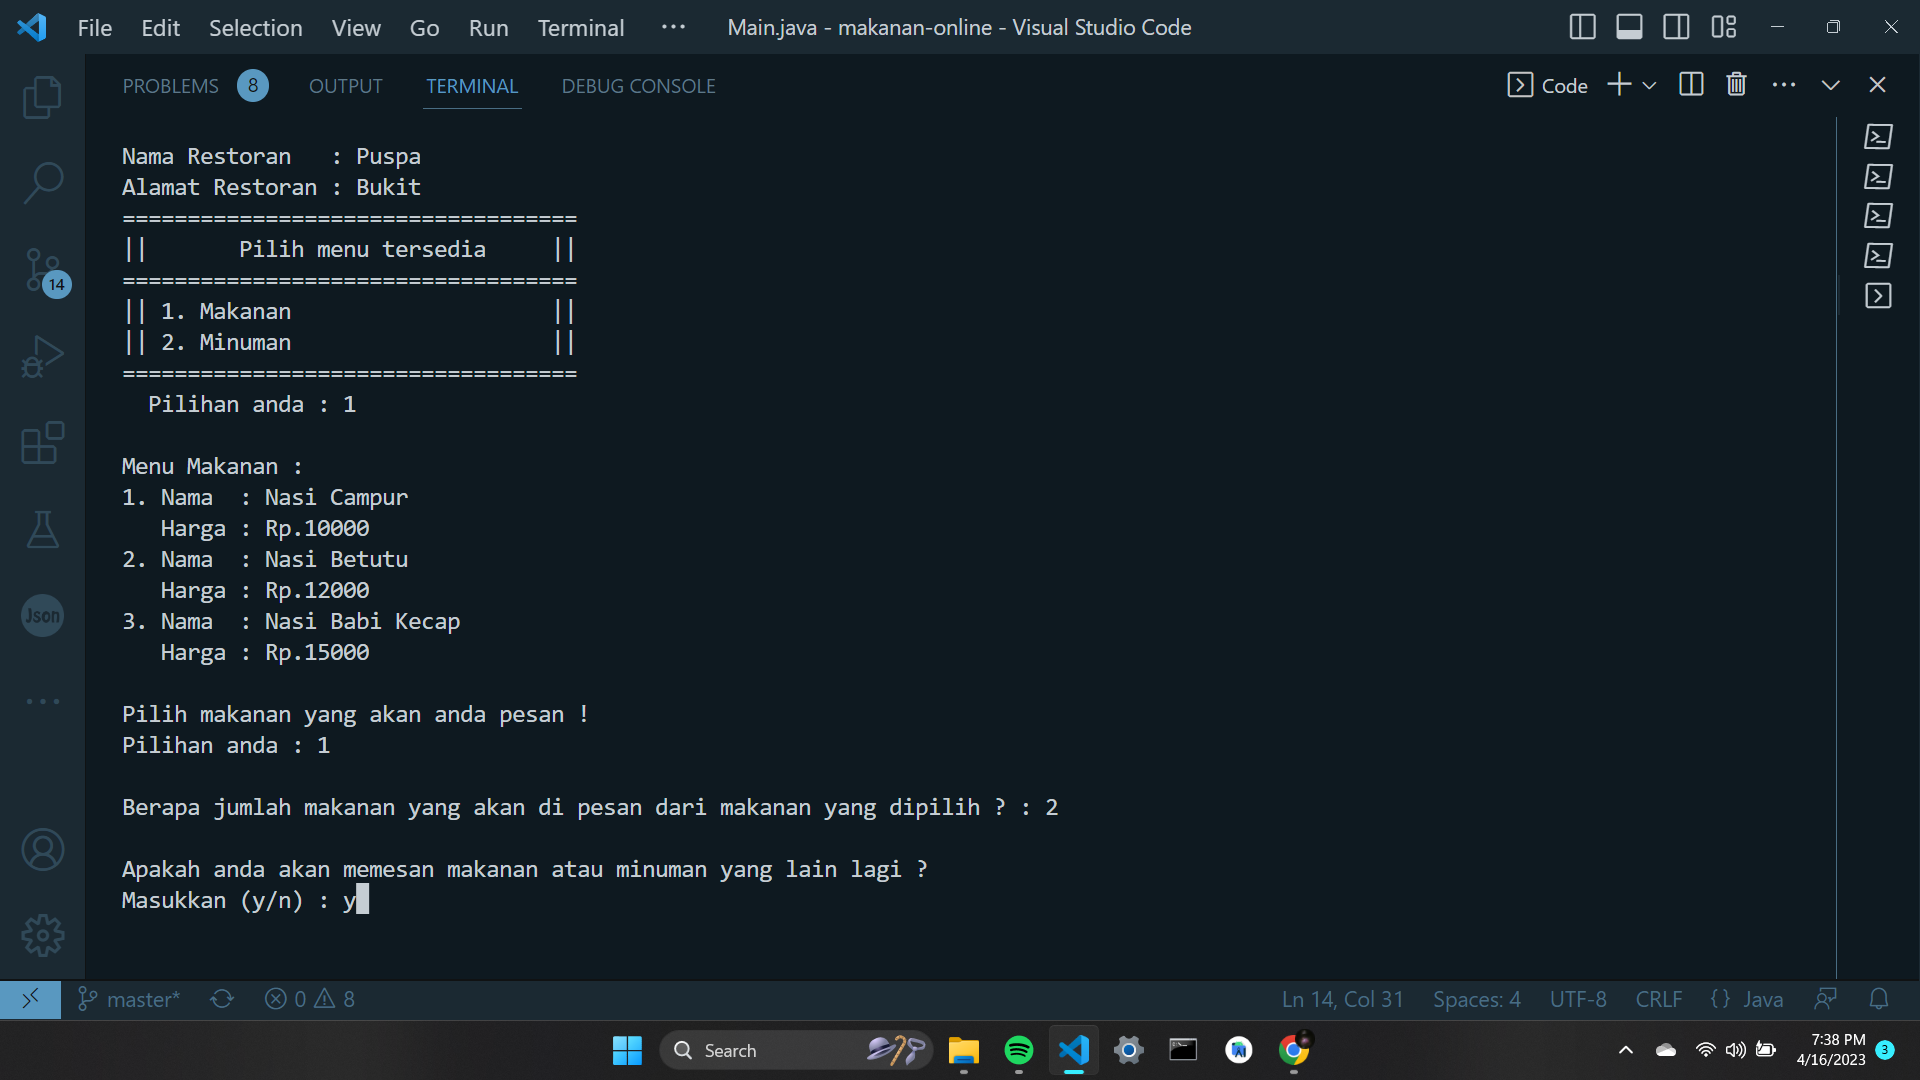 File Edit Selection View Go Run Terminal ··· Main.java - makanan-online - Visual Studio Code
PROBLEMS 8 OUTPUT TERMINAL DEBUG CONSOLE Code
Nama Restoran   : Puspa
Alamat Restoran : Bukit
===================================
||       Pilih menu tersedia     ||
===================================
|| 1. Makanan                    ||
|| 2. Minuman                    ||
===================================
  Pilihan anda : 1
Menu Makanan :
1. Nama  : Nasi Campur
   Harga : Rp.10000
2. Nama  : Nasi Betutu
   Harga : Rp.12000
3. Nama  : Nasi Babi Kecap
   Harga : Rp.15000
Pilih makanan yang akan anda pesan !
Pilihan anda : 1
Berapa jumlah makanan yang akan di pesan dari makanan yang dipilih ? : 2
Apakah anda akan memesan makanan atau minuman yang lain lagi ?
Masukkan (y/n) : y
14
Json
master* 0 8 Ln 14, Col 31 Spaces: 4 UTF-8 CRLF {} Java
Search
7:38 PM
4/16/2023 3